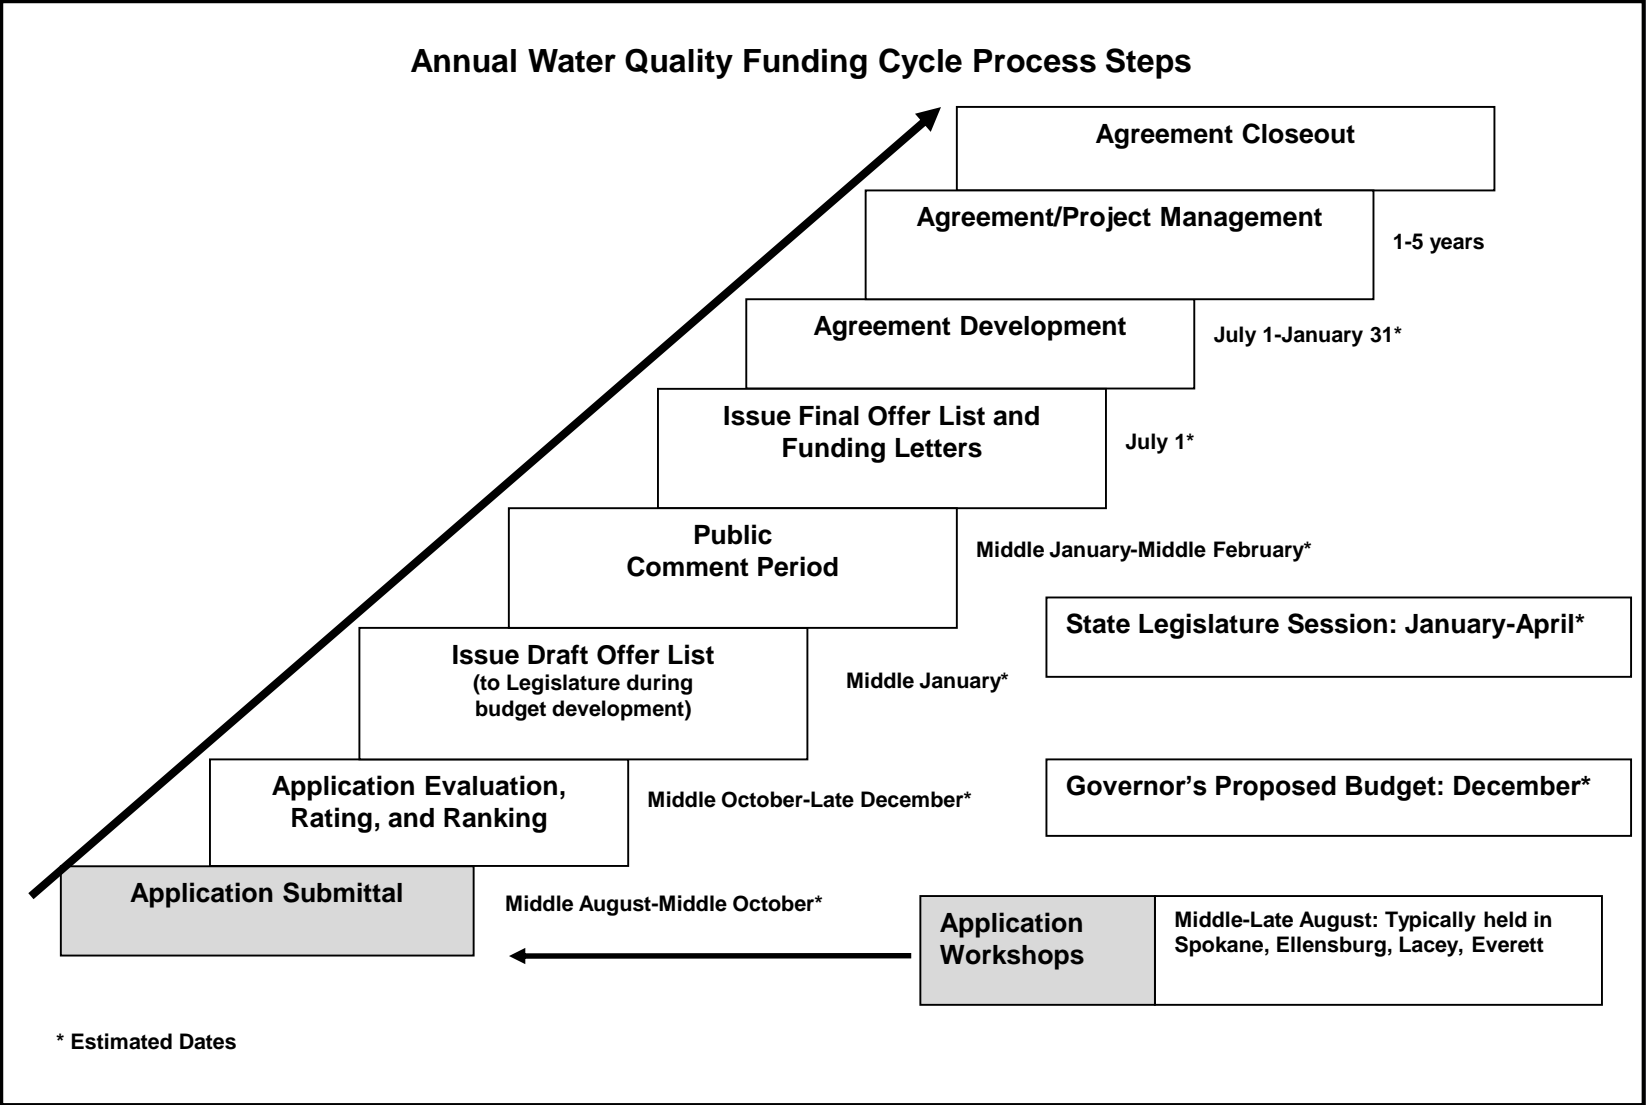 Annual Water Quality Funding Cycle Process Steps
Agreement Closeout
Agreement/Project Management
1-5 years
Agreement Development
July 1-January 31*
Issue Final Offer List and
Funding Letters
July 1*
Public
Comment Period
Middle January-Middle February*
State Legislature Session: January-April*
Issue Draft Offer List
(to Legislature during
budget development)
Middle January*
Governor’s Proposed Budget: December*
Application Evaluation,
Rating, and Ranking
Middle October-Late December*
Application Submittal
Middle August-Middle October*
Application
Workshops
Middle-Late August: Typically held in
Spokane, Ellensburg, Lacey, Everett
* Estimated Dates